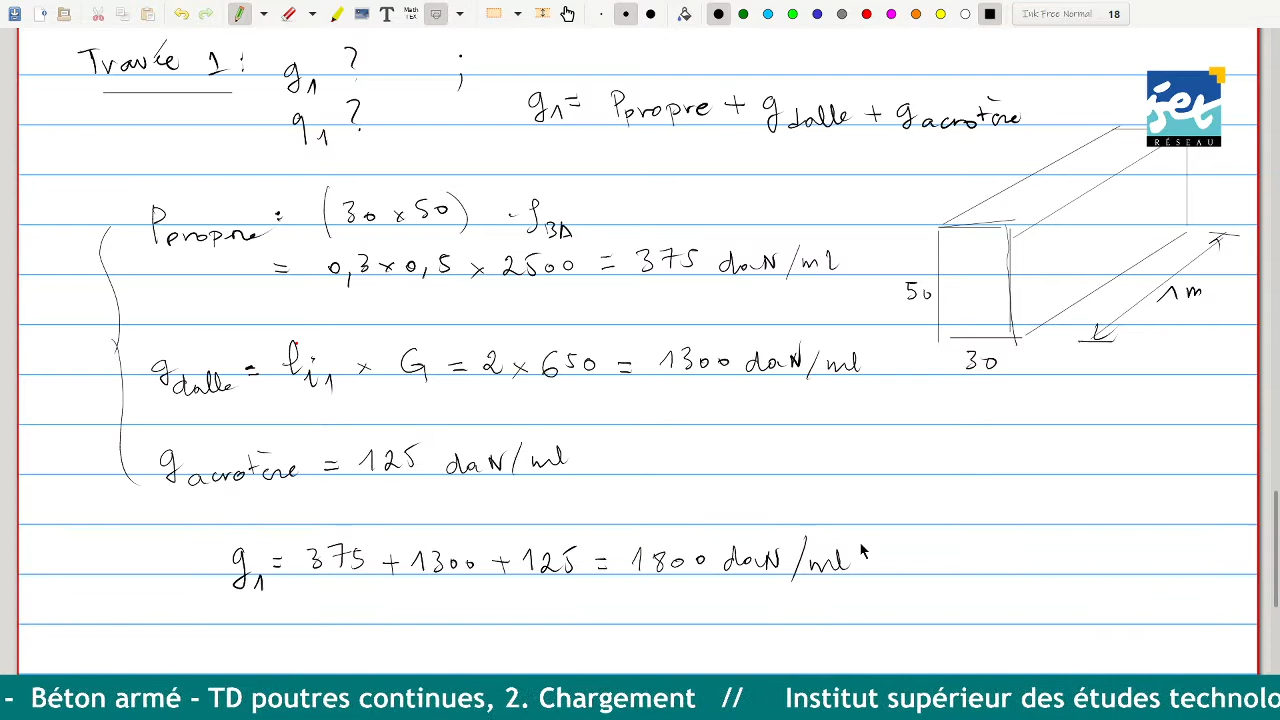 T Math TEX Ink Free Normal 18
Travée 1 : g1 ? ;
q1 ?
g1 = Ppropre + gdalle + gacrotère
iset
RÉSEAU
Ppropre : (30 x 50) . ρBA
= 0,3 x 0,5 x 2500 = 375 daN/ml
50
1 m
30
gdalle = li1 x G = 2 x 650 = 1300 daN/ml
gacrotère = 125 daN/ml
g1 = 375 + 1300 + 125 = 1800 daN/ml
- Béton armé - TD poutres continues, 2. Chargement // Institut supérieur des études technolo